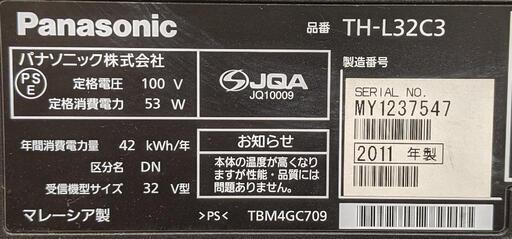 Panasonic 品番 TH-L32C3
パナソニック株式会社 製造番号
PS E
定格電圧 100 V
定格消費電力 53 W
JQA
JQ10009
SERIAL NO.
MY1237547
年間消費電力量 42 kWh/年
区分名 DN
受信機型サイズ 32 V型
お知らせ
本体の温度が高くなり
ますが性能・品質には
問題ありません。
2011 年製
マレーシア製 >PS< TBM4GC709